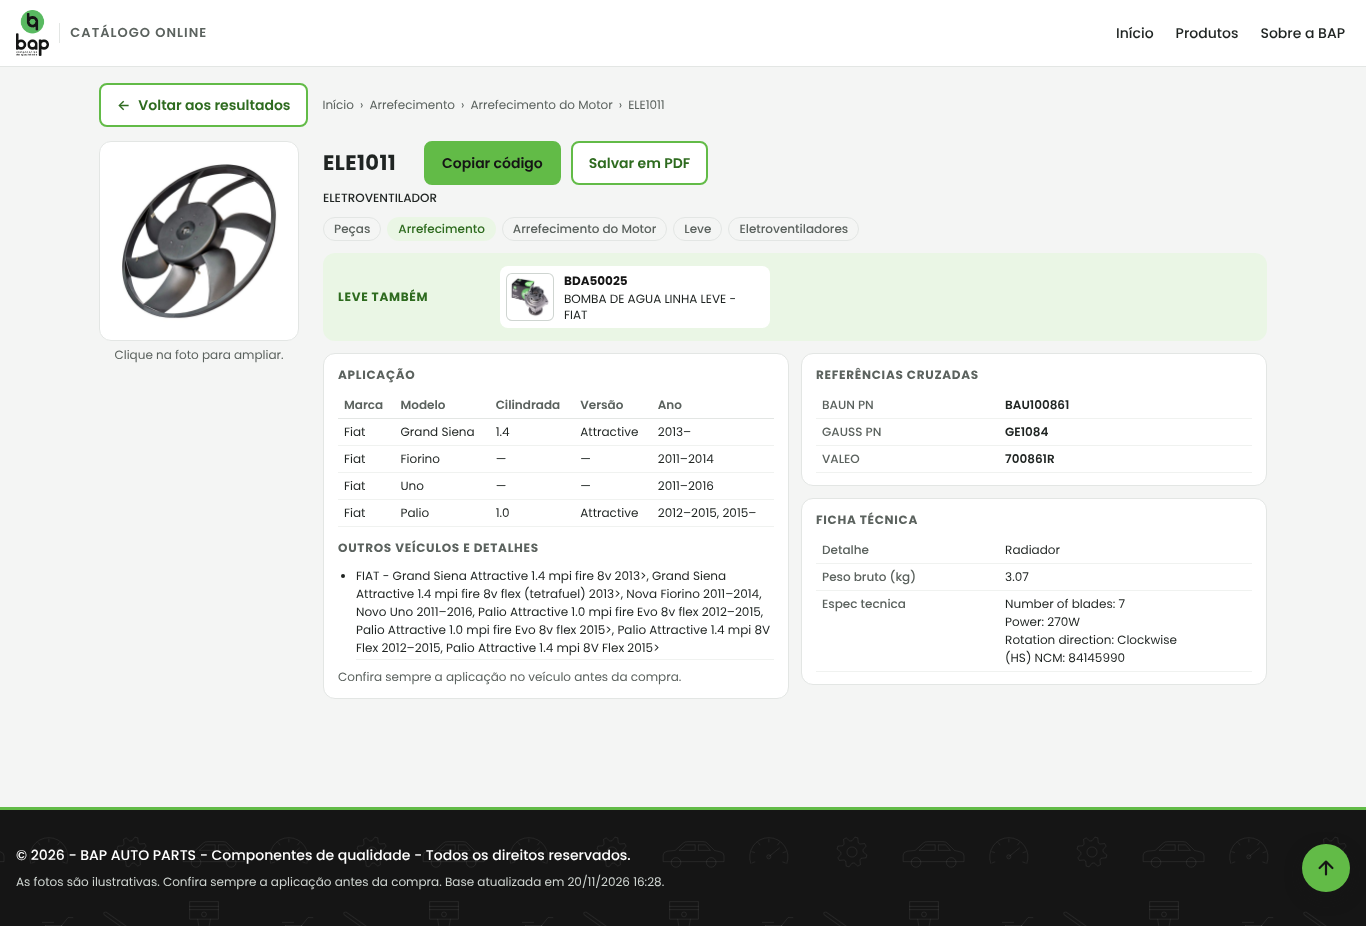 bap
CATÁLOGO ONLINE
Início
Produtos
Sobre a BAP
← Voltar aos resultados
Início › Arrefecimento › Arrefecimento do Motor › ELE1011
Clique na foto para ampliar.
ELE1011
Copiar código
Salvar em PDF
ELETROVENTILADOR
Peças
Arrefecimento
Arrefecimento do Motor
Leve
Eletroventiladores
LEVE TAMBÉM
BDA50025
BOMBA DE AGUA LINHA LEVE -
FIAT
APLICAÇÃO
Marca Modelo Cilindrada Versão Ano
Fiat Grand Siena 1.4 Attractive 2013–
Fiat Fiorino — — 2011–2014
Fiat Uno — — 2011–2016
Fiat Palio 1.0 Attractive 2012–2015, 2015–
OUTROS VEÍCULOS E DETALHES
• FIAT - Grand Siena Attractive 1.4 mpi fire 8v 2013>, Grand Siena
Attractive 1.4 mpi fire 8v flex (tetrafuel) 2013>, Nova Fiorino 2011–2014,
Novo Uno 2011–2016, Palio Attractive 1.0 mpi fire Evo 8v flex 2012–2015,
Palio Attractive 1.0 mpi fire Evo 8v flex 2015>, Palio Attractive 1.4 mpi 8V
Flex 2012–2015, Palio Attractive 1.4 mpi 8V Flex 2015>
Confira sempre a aplicação no veículo antes da compra.
REFERÊNCIAS CRUZADAS
BAUN PN BAU100861
GAUSS PN GE1084
VALEO 700861R
FICHA TÉCNICA
Detalhe Radiador
Peso bruto (kg) 3.07
Espec tecnica Number of blades: 7
Power: 270W
Rotation direction: Clockwise
(HS) NCM: 84145990
© 2026 - BAP AUTO PARTS - Componentes de qualidade - Todos os direitos reservados.
As fotos são ilustrativas. Confira sempre a aplicação antes da compra. Base atualizada em 20/11/2026 16:28.